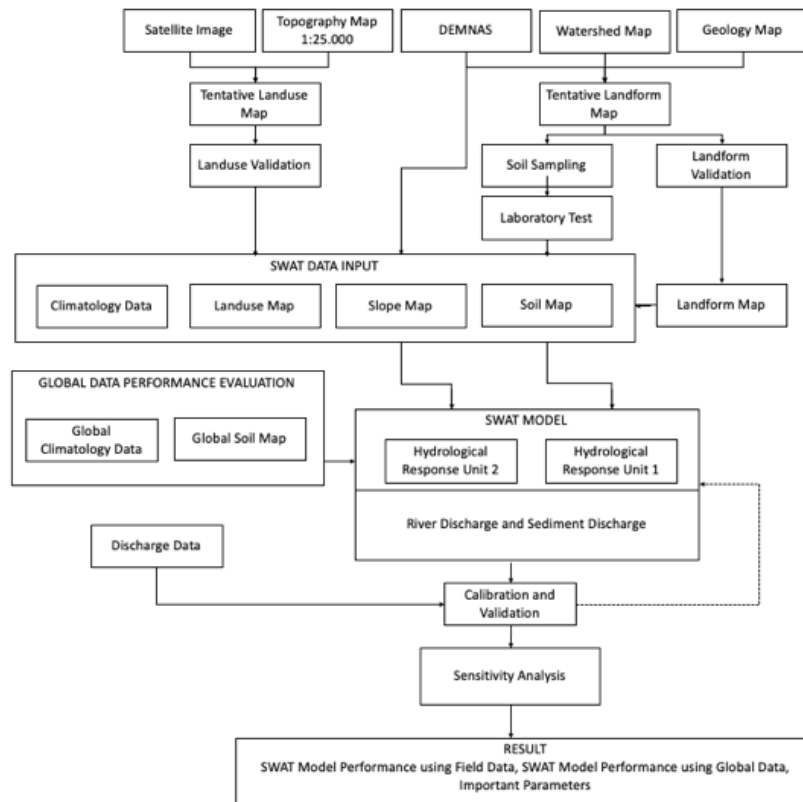 Satellite Image
Topography Map
1:25.000
DEMNAS
Watershed Map
Geology Map
Tentative Landuse
Map
Tentative Landform
Map
Landuse Validation
Soil Sampling
Landform
Validation
Laboratory Test
SWAT DATA INPUT
Climatology Data
Landuse Map
Slope Map
Soil Map
Landform Map
GLOBAL DATA PERFORMANCE EVALUATION
Global
Climatology Data
Global Soil Map
SWAT MODEL
Hydrological
Response Unit 2
Hydrological
Response Unit 1
River Discharge and Sediment Discharge
Discharge Data
Calibration and
Validation
Sensitivity Analysis
RESULT
SWAT Model Performance using Field Data, SWAT Model Performance using Global Data,
Important Parameters